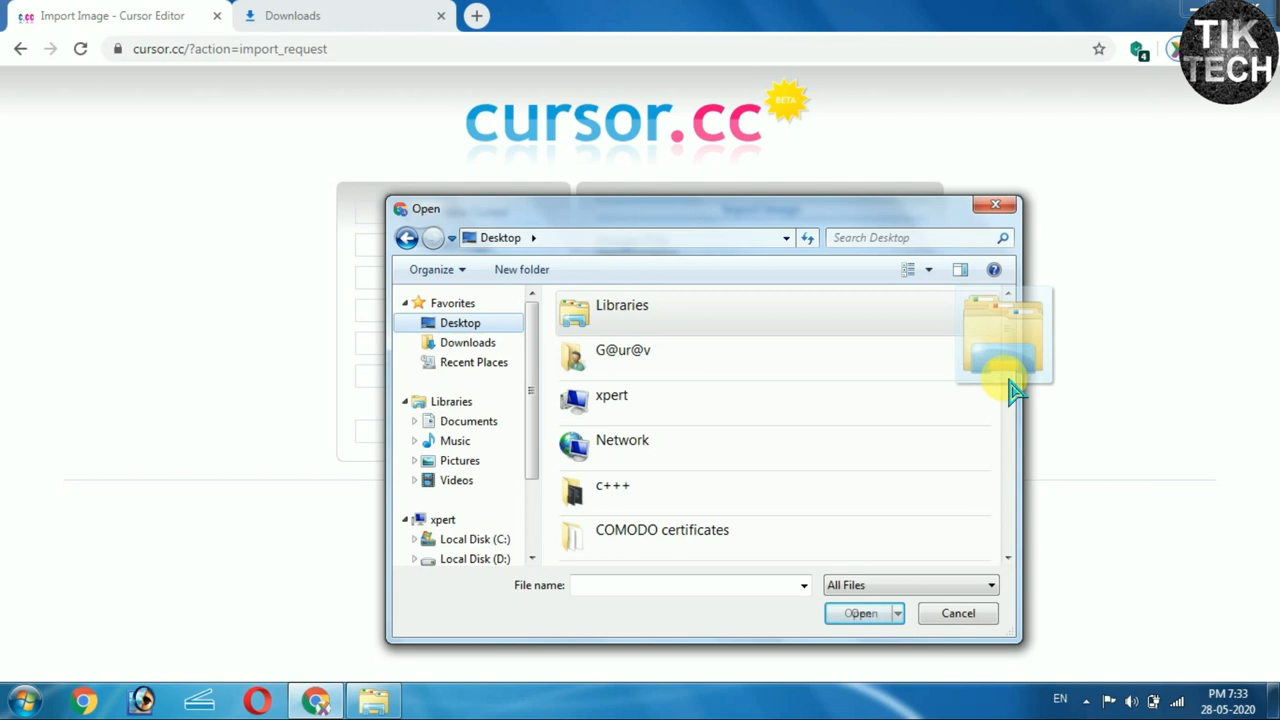 Import Image - Cursor Editor
Downloads
cursor.cc/?action=import_request
4
TIK
TECH
cursor.cc
BETA
Open
Desktop
Search Desktop
Organize
New folder
Favorites
Desktop
Downloads
Recent Places
Libraries
Documents
Music
Pictures
Videos
xpert
Local Disk (C:)
Local Disk (D:)
Libraries
G@ur@v
xpert
Network
c+++
COMODO certificates
File name:
All Files
Open
Cancel
EN
PM 7:33
28-05-2020